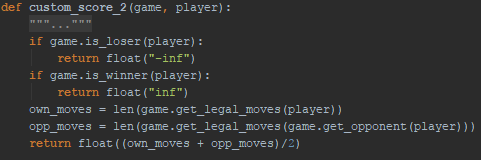 def custom_score_2(game, player):
    """..."""
    if game.is_loser(player):
        return float("-inf")
    if game.is_winner(player):
        return float("inf")
    own_moves = len(game.get_legal_moves(player))
    opp_moves = len(game.get_legal_moves(game.get_opponent(player)))
    return float((own_moves + opp_moves)/2)